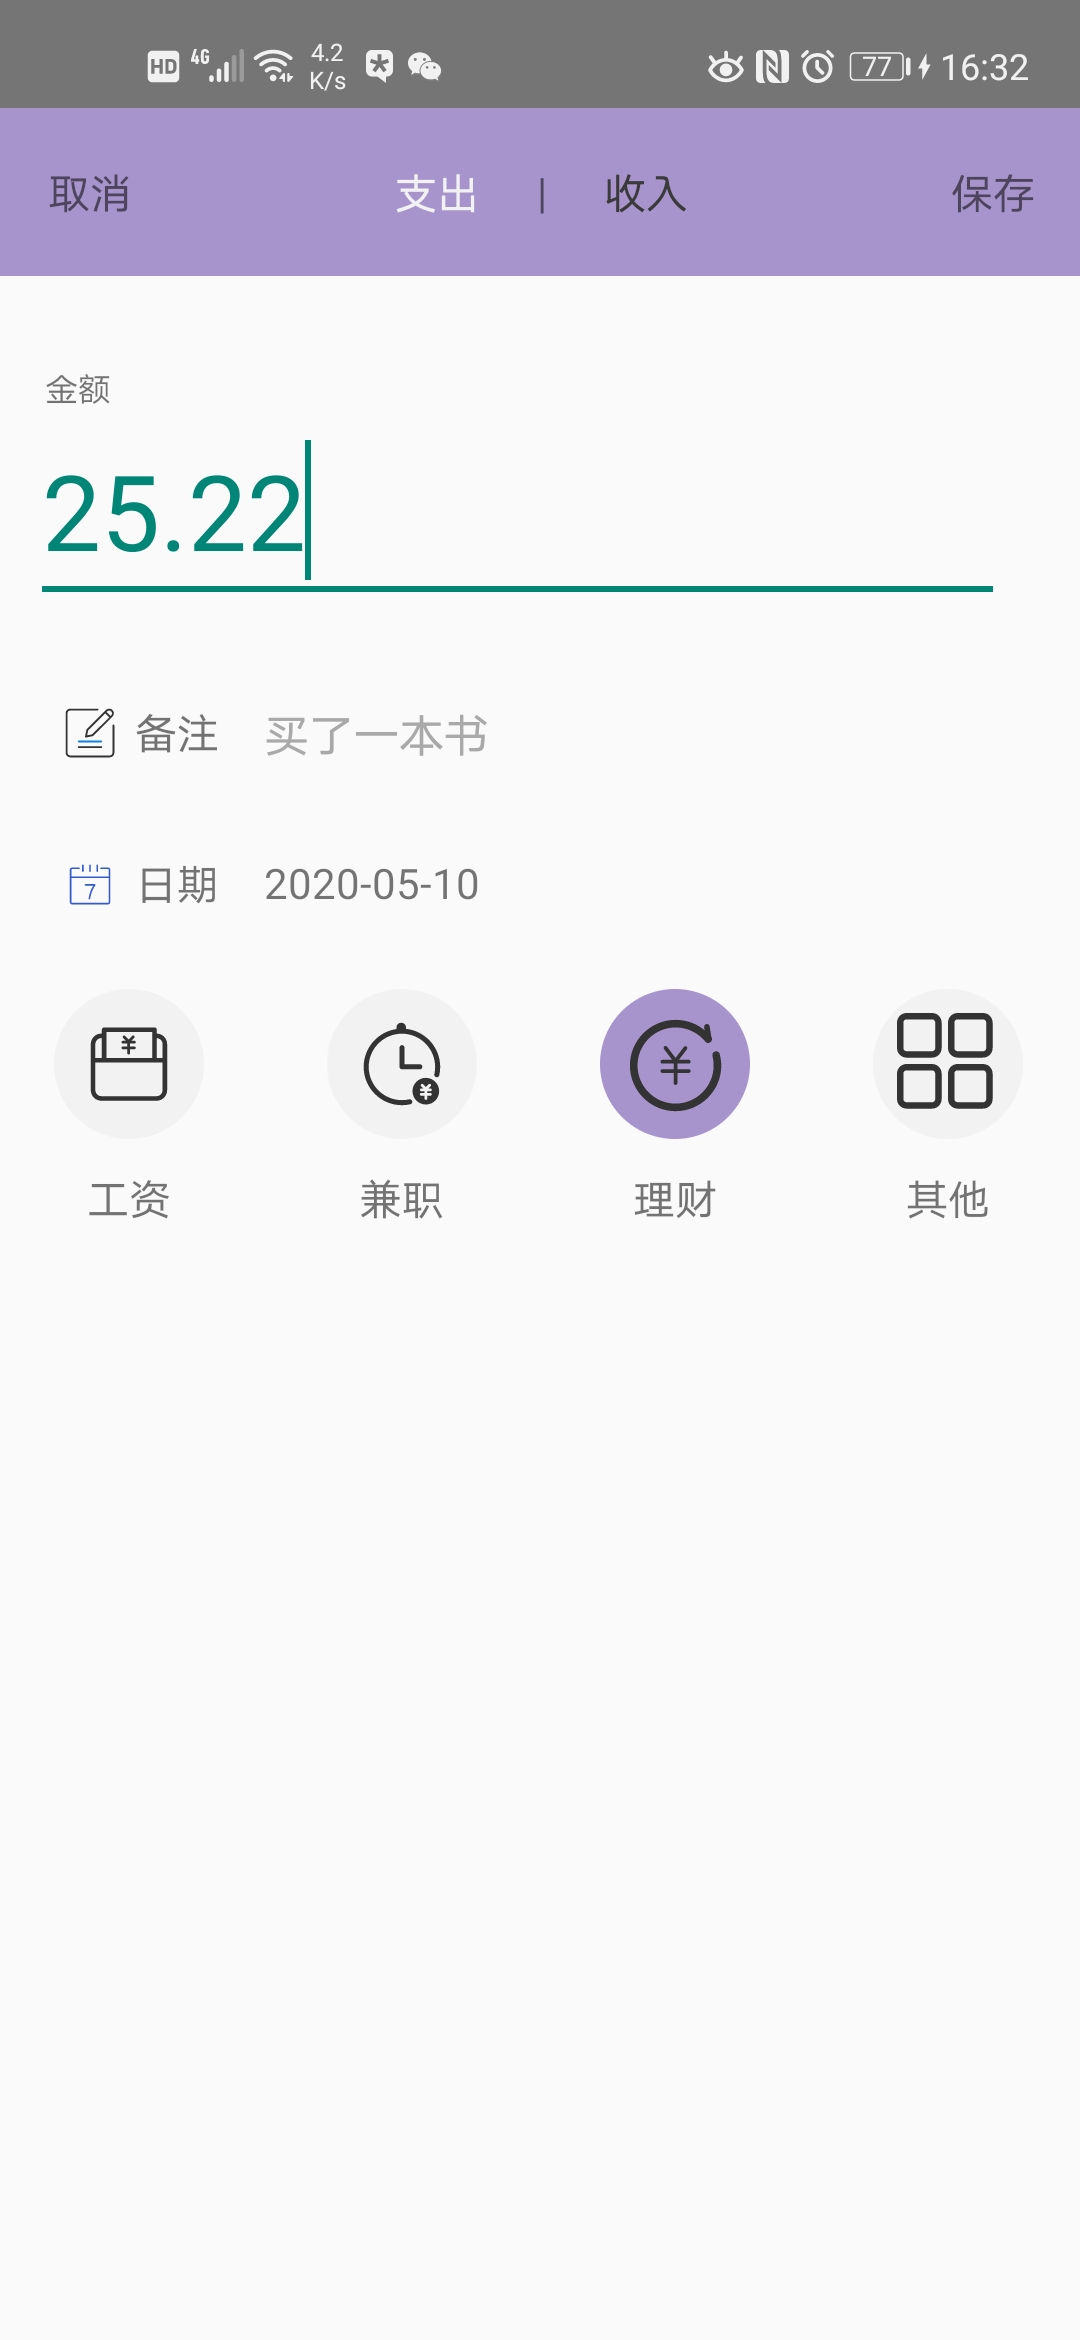 HD 4G 4.2 K/s 77 16:32
取消 支出 | 收入 保存
金额
25.22
备注 买了一本书
7 日期 2020-05-10
¥ ¥ ¥
工资 兼职 理财 其他